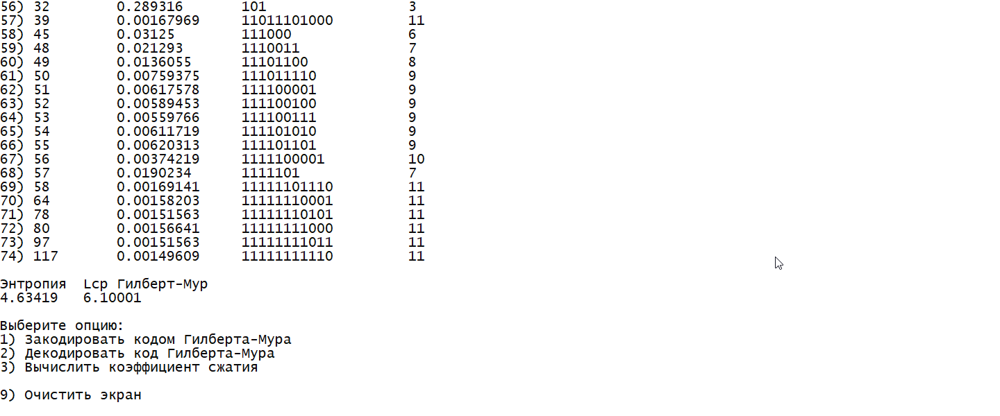 56) 32 0.289316 101 3
57) 39 0.00167969 11011101000 11
58) 45 0.03125 111000 6
59) 48 0.021293 1110011 7
60) 49 0.0136055 11101100 8
61) 50 0.00759375 111011110 9
62) 51 0.00617578 111100001 9
63) 52 0.00589453 111100100 9
64) 53 0.00559766 111100111 9
65) 54 0.00611719 111101010 9
66) 55 0.00620313 111101101 9
67) 56 0.00374219 1111100001 10
68) 57 0.0190234 1111101 7
69) 58 0.00169141 11111101110 11
70) 64 0.00158203 11111110001 11
71) 78 0.00151563 11111110101 11
72) 80 0.00156641 11111111000 11
73) 97 0.00151563 11111111011 11
74) 117 0.00149609 11111111110 11
Энтропия Lср Гилберт-Мур
4.63419 6.10001
Выберите опцию:
1) Закодировать кодом Гилберта-Мура
2) Декодировать код Гилберта-Мура
3) Вычислить коэффициент сжатия
9) Очистить экран